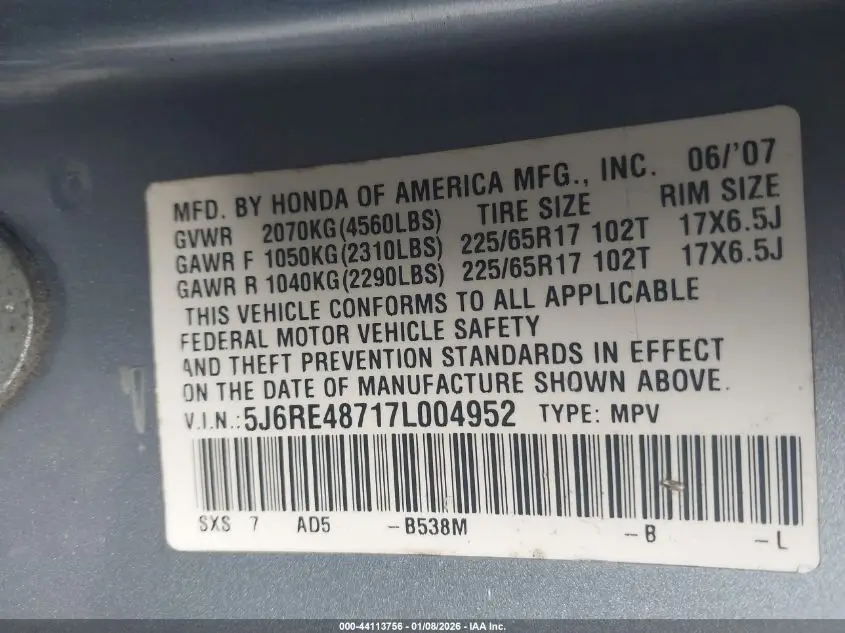 MFD. BY HONDA OF AMERICA MFG., INC. 06/'07
GVWR 2070KG(4560LBS) TIRE SIZE RIM SIZE
GAWR F 1050KG(2310LBS) 225/65R17 102T 17X6.5J
GAWR R 1040KG(2290LBS) 225/65R17 102T 17X6.5J
THIS VEHICLE CONFORMS TO ALL APPLICABLE
FEDERAL MOTOR VEHICLE SAFETY
AND THEFT PREVENTION STANDARDS IN EFFECT
ON THE DATE OF MANUFACTURE SHOWN ABOVE.
V.I.N.:5J6RE48717L004952 TYPE: MPV
SXS 7 AD5 -B538M -B -L
000-44113756 - 01/08/2026 - IAA Inc.